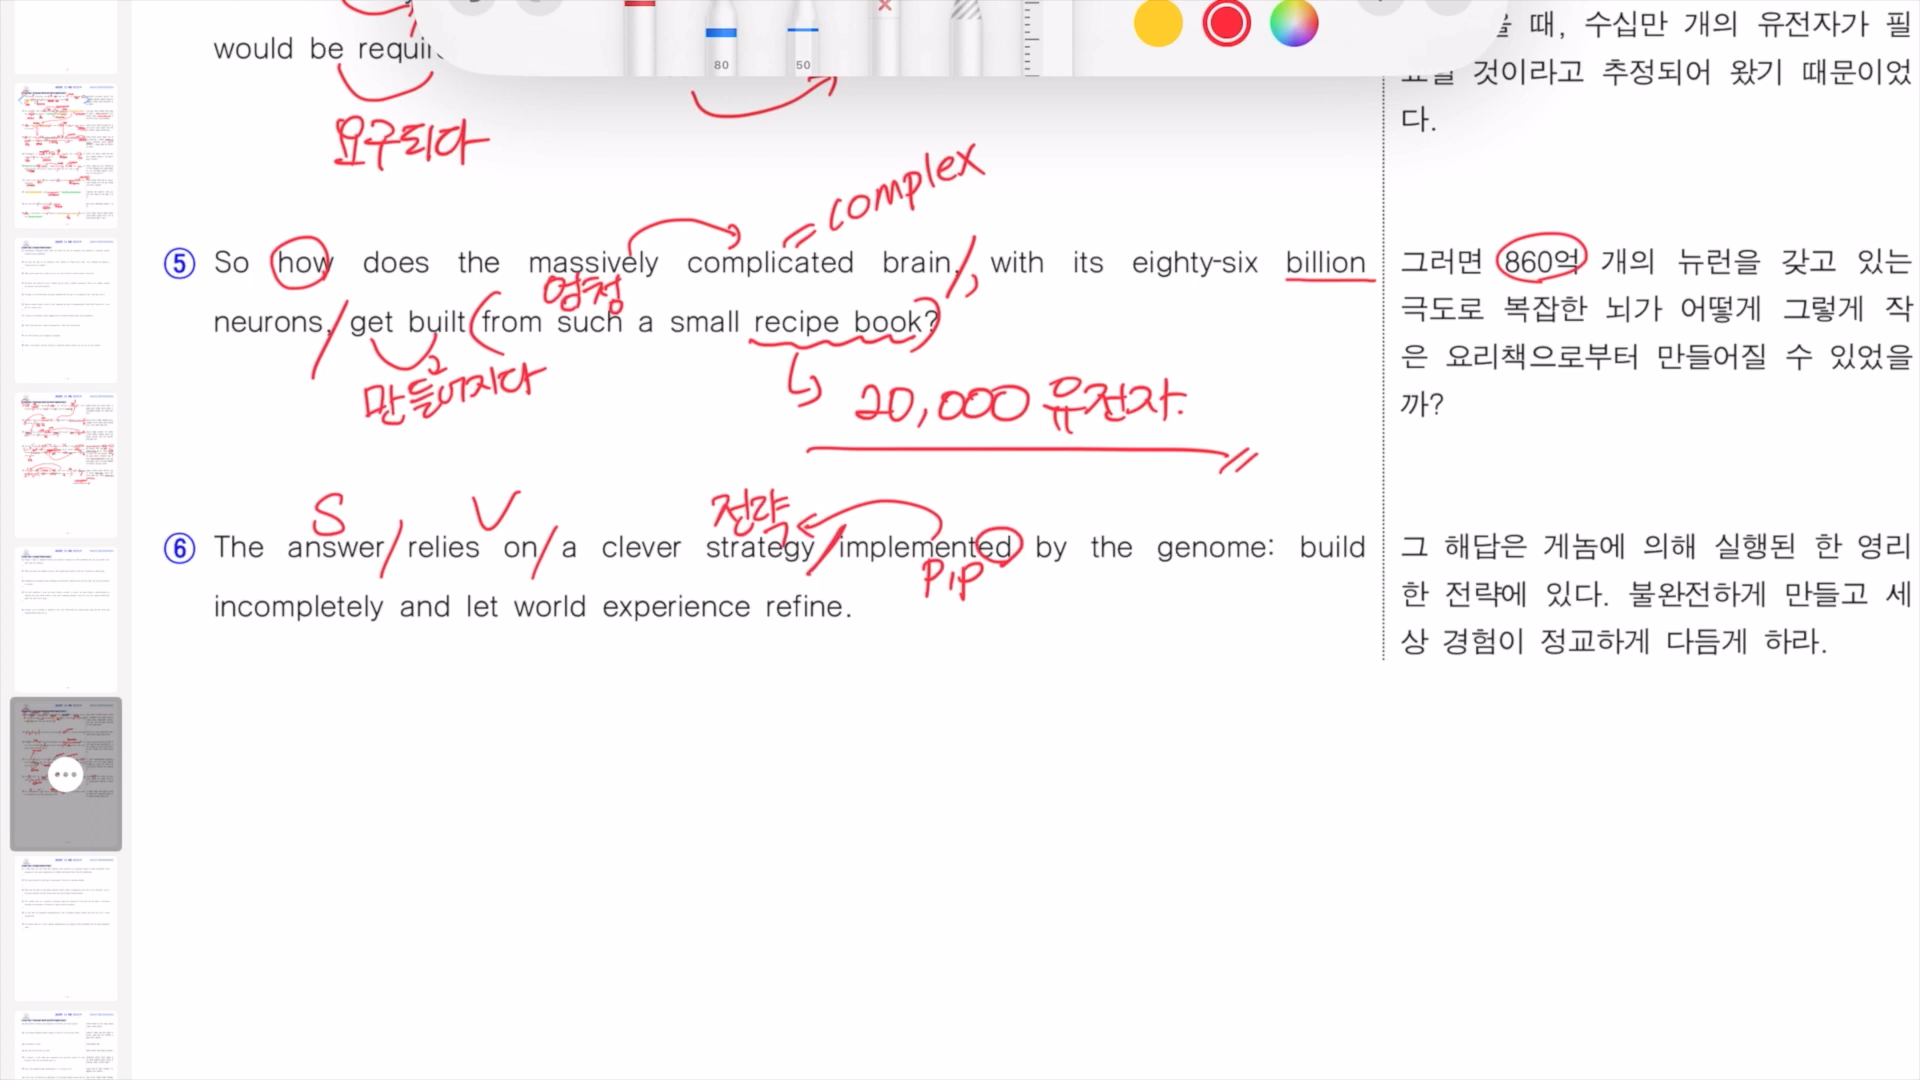 would be requir
80
50
때, 수십만 개의 유전자가 필
것이라고 추정되어 왔기 때문이었
다.
요구되다
= complex
⑤ So how does the massively complicated brain, with its eighty-six billion
엄청
neurons, get built from such a small recipe book?
만들어지다
20,000 유전자.
그러면 860억 개의 뉴런을 갖고 있는
극도로 복잡한 뇌가 어떻게 그렇게 작
은 요리책으로부터 만들어질 수 있었을
까?
S V 전략
⑥ The answer relies on a clever strategy implemented by the genome: build
P.P
incompletely and let world experience refine.
그 해답은 게놈에 의해 실행된 한 영리
한 전략에 있다. 불완전하게 만들고 세
상 경험이 정교하게 다듬게 하라.